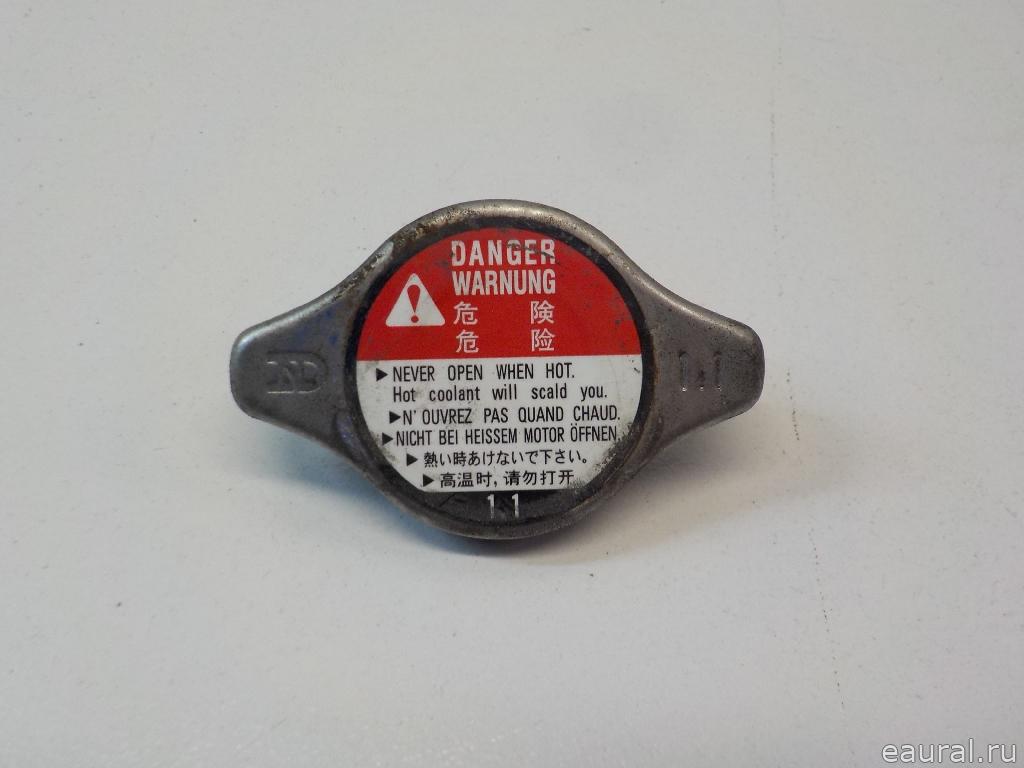 DANGER
WARNUNG
危 険
危 险
▶ NEVER OPEN WHEN HOT.
Hot coolant will scald you.
▶ N' OUVREZ PAS QUAND CHAUD.
▶ NICHT BEI HEISSEM MOTOR ÖFFNEN
▶ 熱い時あけないで下さい。
▶ 高温时,请勿打开
1.1
ND
1.1
eaural.ru